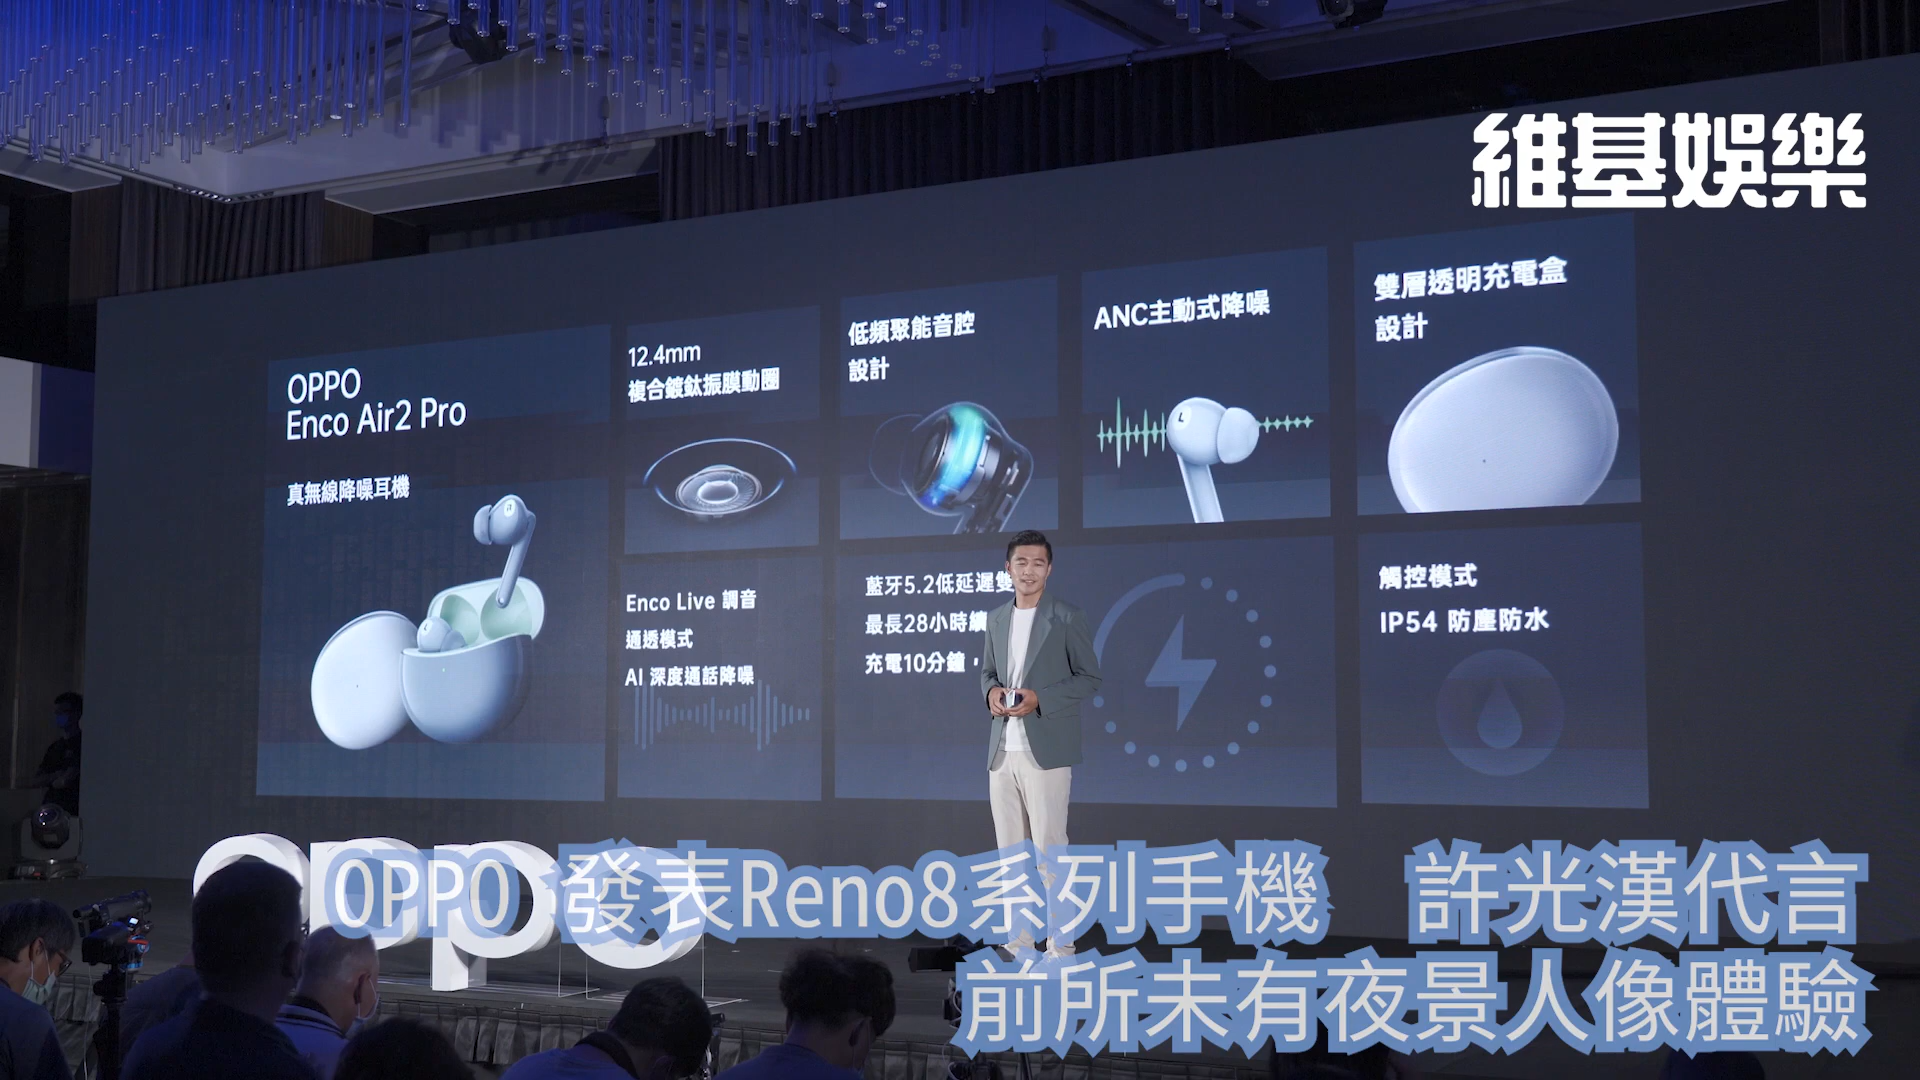 維基娛樂
OPPO
Enco Air2 Pro
真無線降噪耳機
12.4mm
複合鍍鈦振膜動圈
低頻聚能音腔
設計
ANC主動式降噪
L
雙層透明充電盒
設計
Enco Live 調音
通透模式
AI 深度通話降噪
藍牙5.2低延遲雙
最長28小時續
充電10分鐘，
觸控模式
IP54 防塵防水
oppo
OPPO 發表Reno8系列手機 許光漢代言
前所未有夜景人像體驗